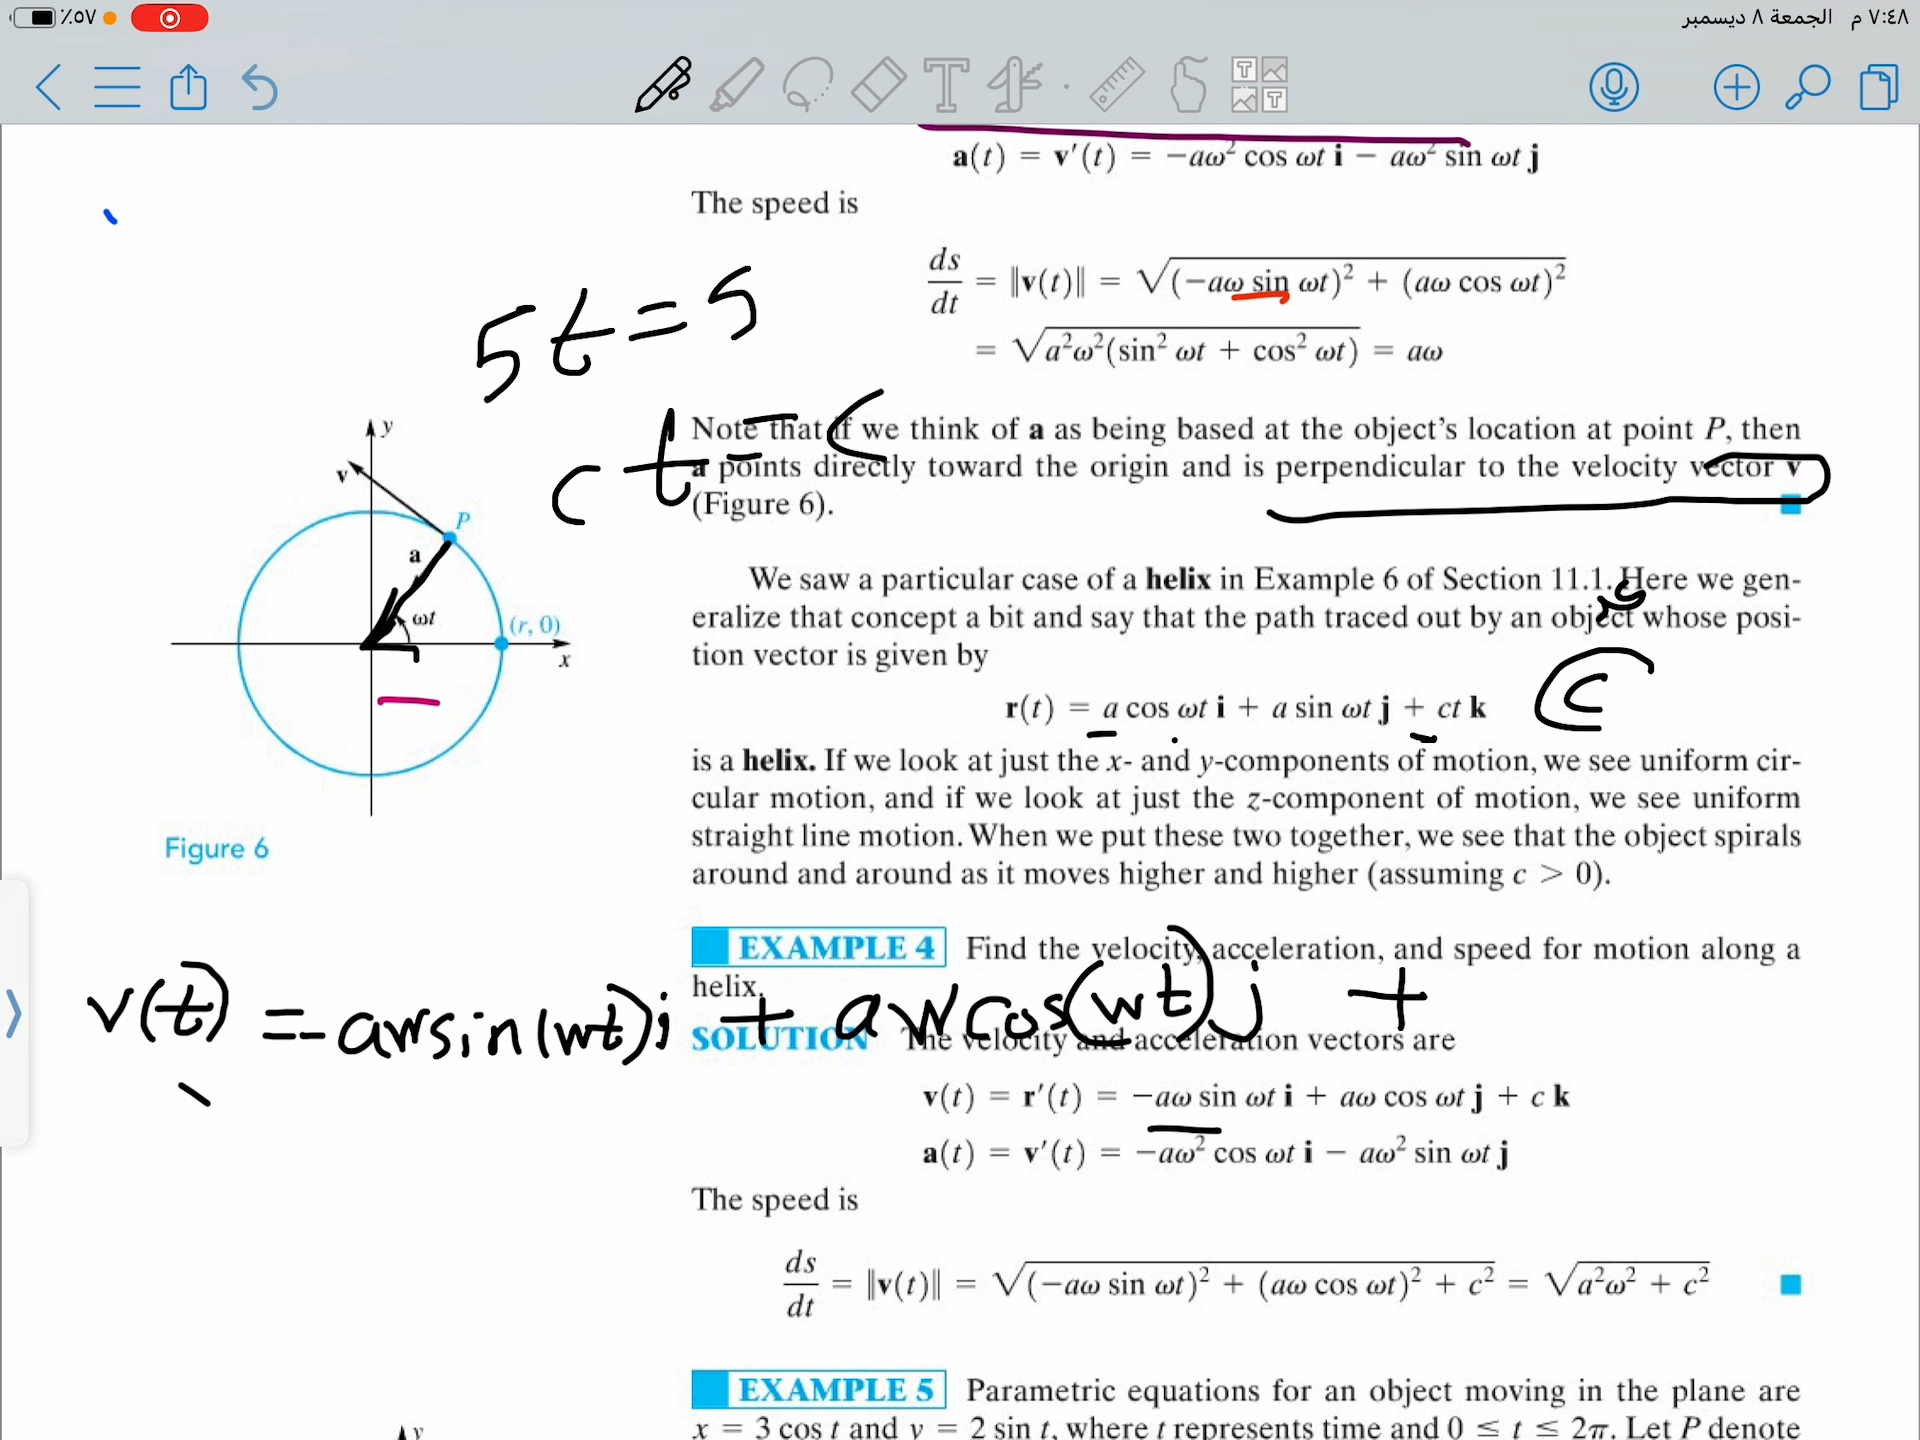 ٪٥٧
٧:٤٨ م الجمعة ٨ ديسمبر
a(t) = v′(t) = −aω² cos ωt i − aω² sin ωt j
The speed is
ds/dt = ‖v(t)‖ = √((−aω sin ωt)² + (aω cos ωt)²)
= √(a²ω²(sin² ωt + cos² ωt)) = aω
5t = 5
ct = c
Note that if we think of a as being based at the object's location at point P, then
a points directly toward the origin and is perpendicular to the velocity vector v
(Figure 6).
y
v
P
a
ωt
(r, 0)
x
Figure 6
We saw a particular case of a helix in Example 6 of Section 11.1. Here we gen-
eralize that concept a bit and say that the path traced out by an object whose posi-
tion vector is given by
r(t) = a cos ωt i + a sin ωt j + ct k
C
is a helix. If we look at just the x- and y-components of motion, we see uniform cir-
cular motion, and if we look at just the z-component of motion, we see uniform
straight line motion. When we put these two together, we see that the object spirals
around and around as it moves higher and higher (assuming c > 0).
EXAMPLE 4 Find the velocity, acceleration, and speed for motion along a
helix.
v(t) = -awsin(wt)i + awcos(wt)j +
SOLUTION The velocity and acceleration vectors are
v(t) = r′(t) = −aω sin ωt i + aω cos ωt j + c k
a(t) = v′(t) = −aω² cos ωt i − aω² sin ωt j
The speed is
ds/dt = ‖v(t)‖ = √((−aω sin ωt)² + (aω cos ωt)² + c²) = √(a²ω² + c²)
EXAMPLE 5 Parametric equations for an object moving in the plane are
x = 3 cos t and y = 2 sin t, where t represents time and 0 ≤ t ≤ 2π. Let P denote
y